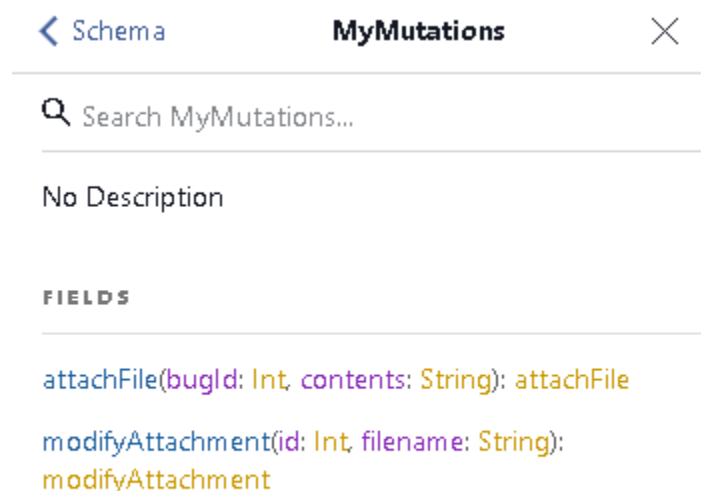 Schema MyMutations
Search MyMutations...
No Description
FIELDS
attachFile(bugId: Int, contents: String): attachFile
modifyAttachment(id: Int, filename: String):
modifyAttachment